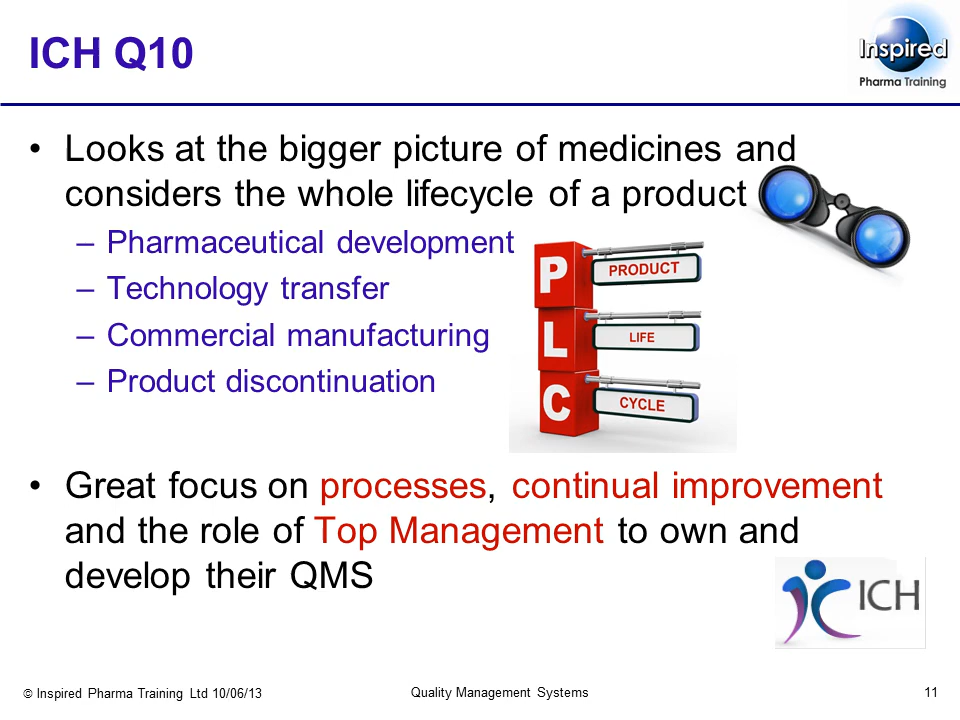 ICH Q10
Inspired
Pharma Training
• Looks at the bigger picture of medicines and
considers the whole lifecycle of a product
– Pharmaceutical development
– Technology transfer
– Commercial manufacturing
– Product discontinuation
P PRODUCT
L LIFE
C CYCLE
• Great focus on processes, continual improvement
and the role of Top Management to own and
develop their QMS
ICH
© Inspired Pharma Training Ltd 10/06/13
Quality Management Systems
11